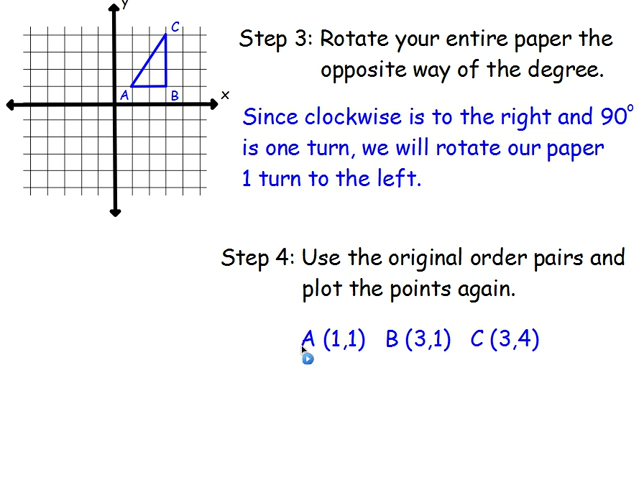 y
C
A
B
x
Step 3: Rotate your entire paper the
opposite way of the degree.
Since clockwise is to the right and 90°
is one turn, we will rotate our paper
1 turn to the left.
Step 4: Use the original order pairs and
plot the points again.
A (1,1) B (3,1) C (3,4)